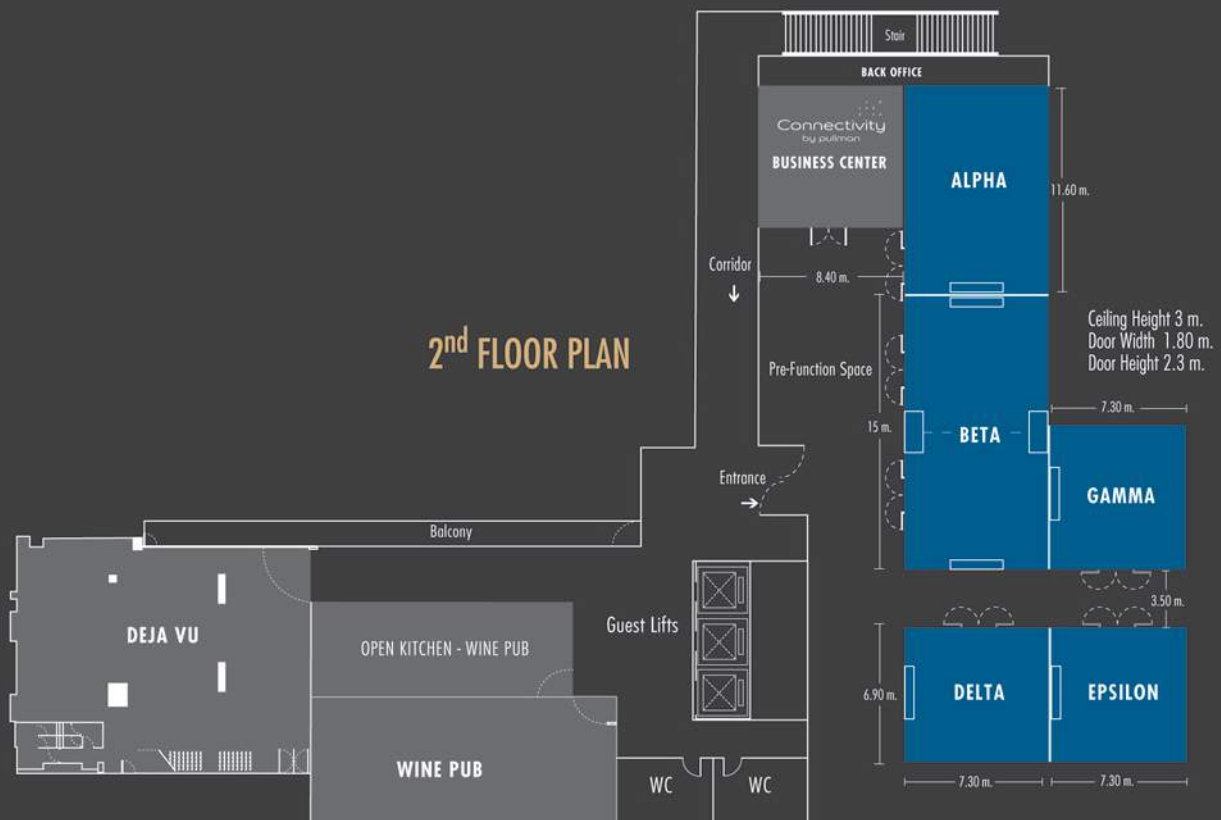 Stair
BACK OFFICE
Connectivity
by pullman
BUSINESS CENTER
ALPHA
11.60 m.
Corridor
8.40 m.
Ceiling Height 3 m.
Door Width 1.80 m.
Door Height 2.3 m.
2nd FLOOR PLAN
Pre-Function Space
7.30 m.
15 m.
BETA
Entrance
GAMMA
Balcony
3.50 m.
Guest Lifts
DEJA VU
OPEN KITCHEN - WINE PUB
6.90 m.
DELTA
EPSILON
WINE PUB
WC
WC
7.30 m.
7.30 m.